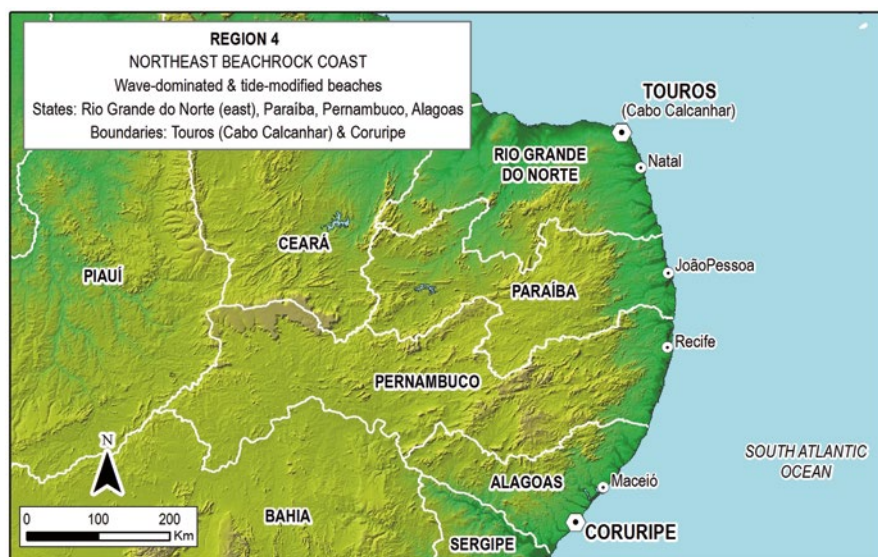 REGION 4
NORTHEAST BEACHROCK COAST
Wave-dominated & tide-modified beaches
States: Rio Grande do Norte (east), Paraíba, Pernambuco, Alagoas
Boundaries: Touros (Cabo Calcanhar) & Coruripe
TOUROS
(Cabo Calcanhar)
RIO GRANDE
DO NORTE
Natal
CEARÁ
PIAUÍ
JoãoPessoa
PARAÍBA
Recife
PERNAMBUCO
N
SOUTH ATLANTIC
OCEAN
ALAGOAS
Maceió
BAHIA
CORURIPE
SERGIPE
0 100 200
Km